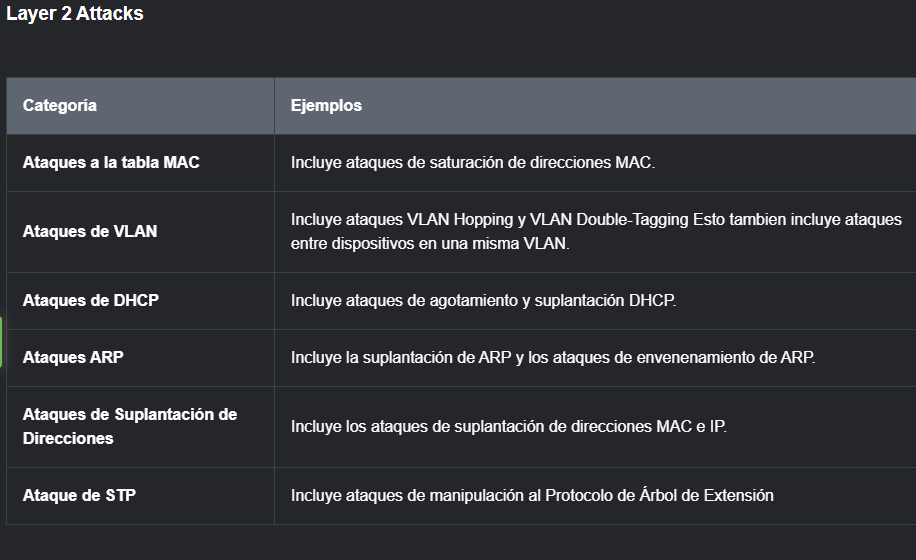 Layer 2 Attacks
Categoría
Ejemplos
Ataques a la tabla MAC
Incluye ataques de saturación de direcciones MAC.
Ataques de VLAN
Incluye ataques VLAN Hopping y VLAN Double-Tagging Esto tambien incluye ataques
entre dispositivos en una misma VLAN.
Ataques de DHCP
Incluye ataques de agotamiento y suplantación DHCP.
Ataques ARP
Incluye la suplantación de ARP y los ataques de envenenamiento de ARP.
Ataques de Suplantación de
Direcciones
Incluye los ataques de suplantación de direcciones MAC e IP.
Ataque de STP
Incluye ataques de manipulación al Protocolo de Árbol de Extensión